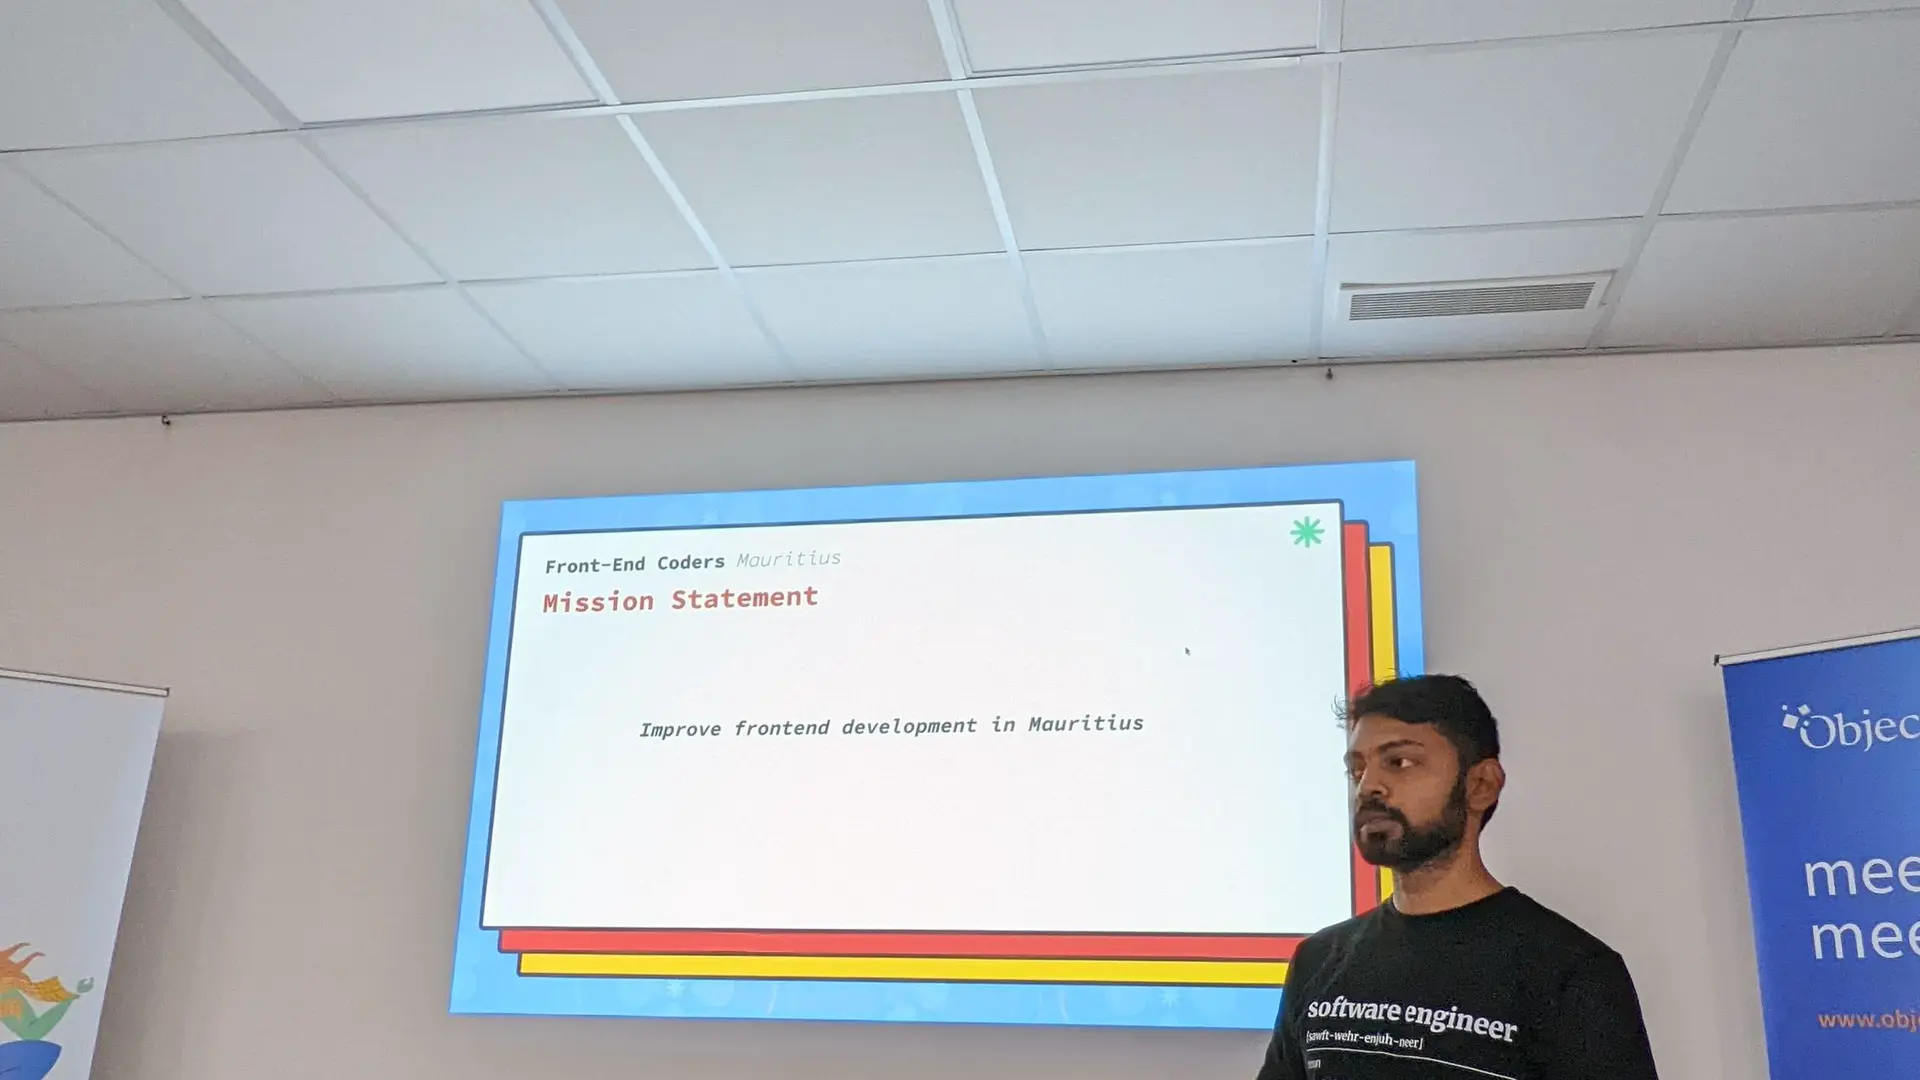 Front-End Coders Mauritius
Mission Statement
Improve frontend development in Mauritius
software engineer
[sawft-wehr-enjuh-neer]
Objec
mee
mee
www.obj